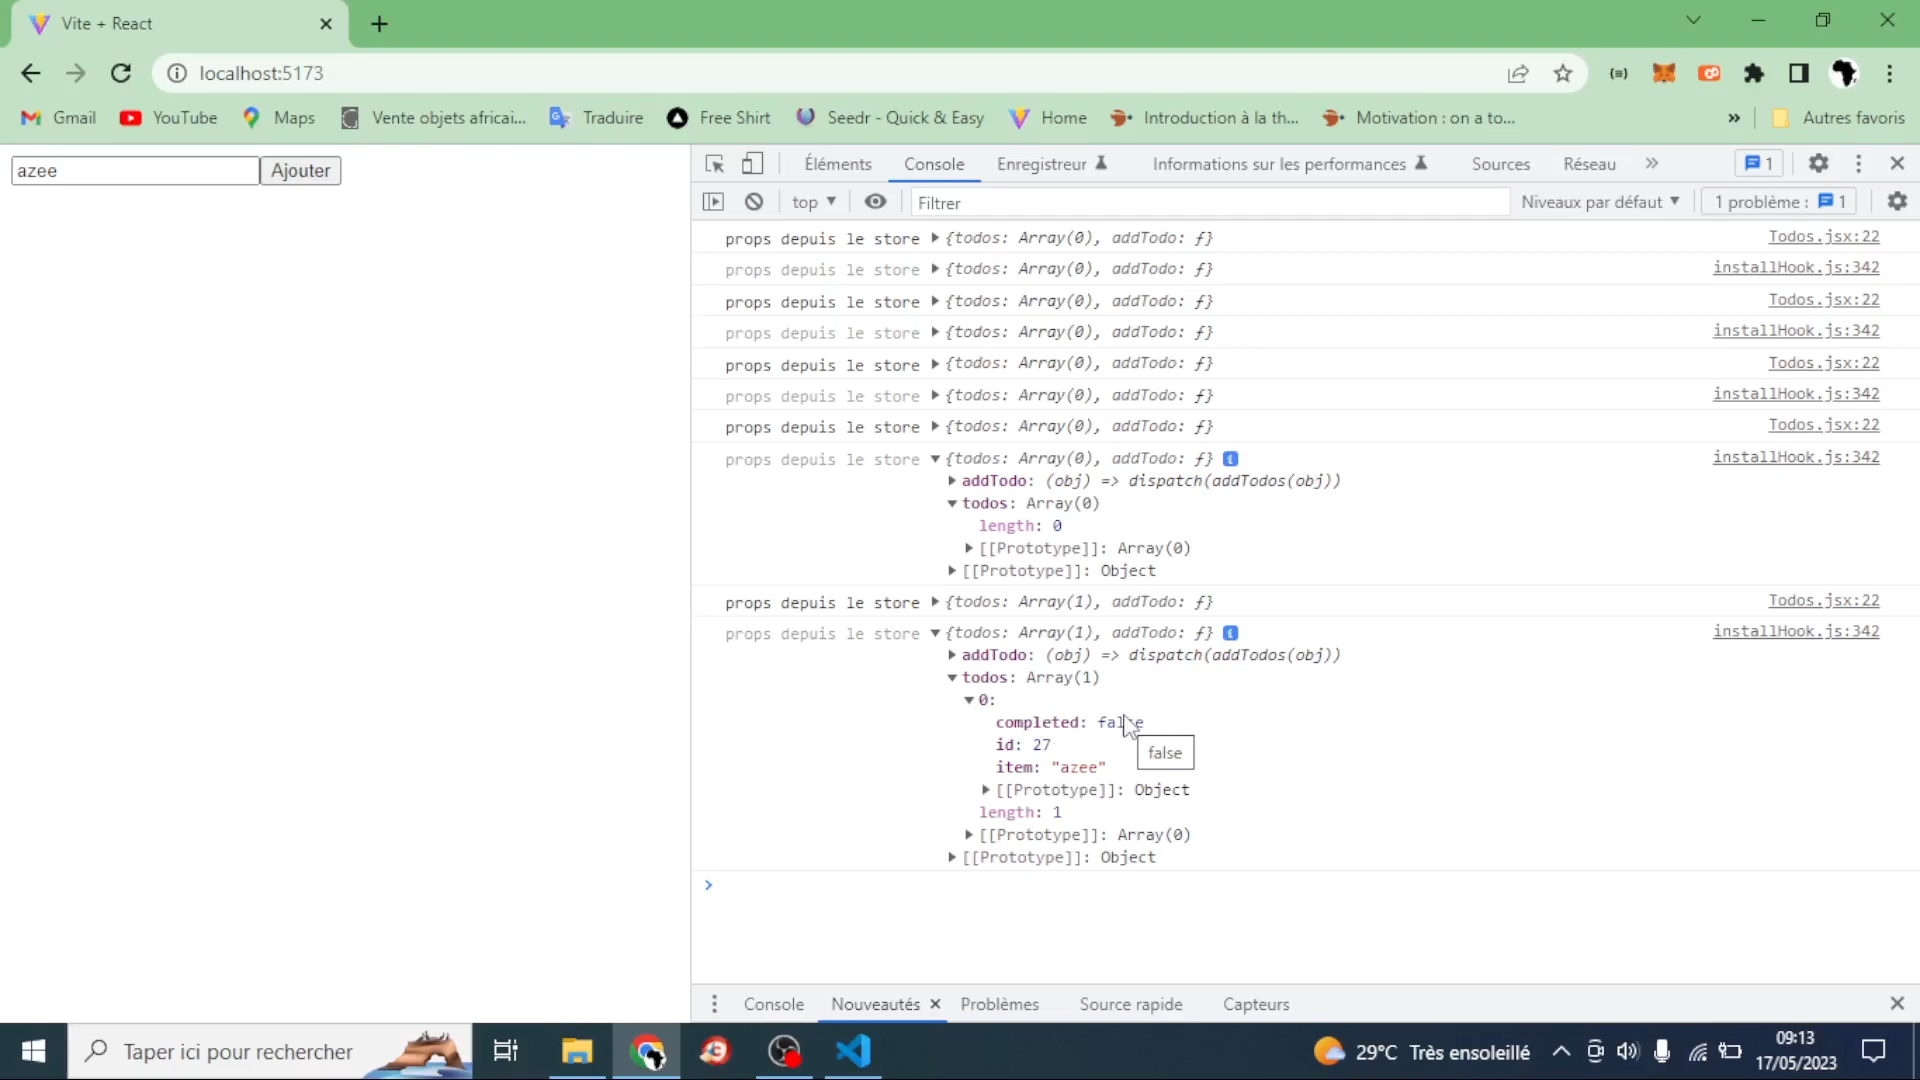 Vite + React
localhost:5173
Gmail YouTube Maps Vente objets africai... Traduire Free Shirt Seedr - Quick & Easy Home Introduction à la th... Motivation : on a to... » Autres favoris
azee Ajouter
Éléments Console Enregistreur Informations sur les performances Sources Réseau » 1
top ▼ Filtrer Niveaux par défaut ▼ 1 problème : 1
props depuis le store ▶ {todos: Array(0), addTodo: ƒ} Todos.jsx:22
props depuis le store ▶ {todos: Array(0), addTodo: ƒ} installHook.js:342
props depuis le store ▶ {todos: Array(0), addTodo: ƒ} Todos.jsx:22
props depuis le store ▶ {todos: Array(0), addTodo: ƒ} installHook.js:342
props depuis le store ▶ {todos: Array(0), addTodo: ƒ} Todos.jsx:22
props depuis le store ▶ {todos: Array(0), addTodo: ƒ} installHook.js:342
props depuis le store ▶ {todos: Array(0), addTodo: ƒ} Todos.jsx:22
props depuis le store ▼ {todos: Array(0), addTodo: ƒ} i installHook.js:342
▶ addTodo: (obj) => dispatch(addTodos(obj))
▼ todos: Array(0)
length: 0
▶ [[Prototype]]: Array(0)
▶ [[Prototype]]: Object
props depuis le store ▶ {todos: Array(1), addTodo: ƒ} Todos.jsx:22
props depuis le store ▼ {todos: Array(1), addTodo: ƒ} i installHook.js:342
▶ addTodo: (obj) => dispatch(addTodos(obj))
▼ todos: Array(1)
▼ 0:
completed: false
id: 27
false
item: "azee"
▶ [[Prototype]]: Object
length: 1
▶ [[Prototype]]: Array(0)
▶ [[Prototype]]: Object
>
Console Nouveautés Problèmes Source rapide Capteurs
Taper ici pour rechercher 29°C Très ensoleillé 09:13
17/05/2023